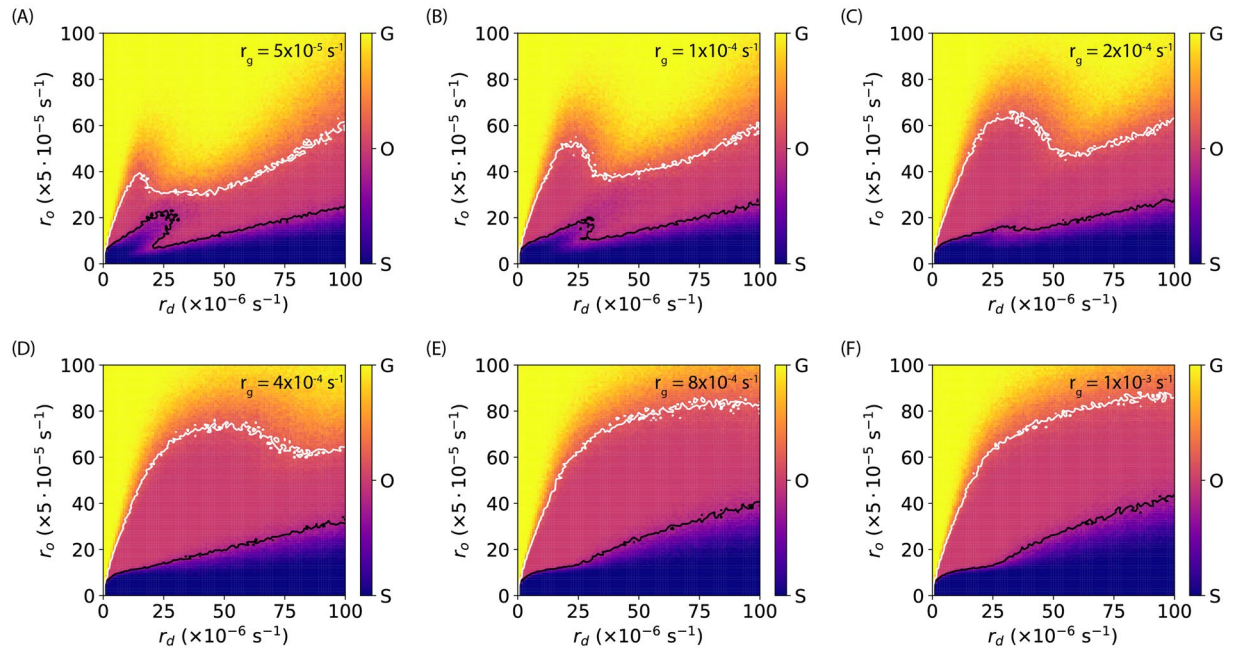 (A)
r_g = 5x10⁻⁵ s⁻¹
100
80
60
40
20
0
r_o (×5 · 10⁻⁵ s⁻¹)
0 25 50 75 100
r_d (×10⁻⁶ s⁻¹)
G
O
S
(B)
r_g = 1x10⁻⁴ s⁻¹
100
80
60
40
20
0
r_o (×5 · 10⁻⁵ s⁻¹)
0 25 50 75 100
r_d (×10⁻⁶ s⁻¹)
G
O
S
(C)
r_g = 2x10⁻⁴ s⁻¹
100
80
60
40
20
0
r_o (×5 · 10⁻⁵ s⁻¹)
0 25 50 75 100
r_d (×10⁻⁶ s⁻¹)
G
O
S
(D)
r_g = 4x10⁻⁴ s⁻¹
100
80
60
40
20
0
r_o (×5 · 10⁻⁵ s⁻¹)
0 25 50 75 100
r_d (×10⁻⁶ s⁻¹)
G
O
S
(E)
r_g = 8x10⁻⁴ s⁻¹
100
80
60
40
20
0
r_o (×5 · 10⁻⁵ s⁻¹)
0 25 50 75 100
r_d (×10⁻⁶ s⁻¹)
G
O
S
(F)
r_g = 1x10⁻³ s⁻¹
100
80
60
40
20
0
r_o (×5 · 10⁻⁵ s⁻¹)
0 25 50 75 100
r_d (×10⁻⁶ s⁻¹)
G
O
S